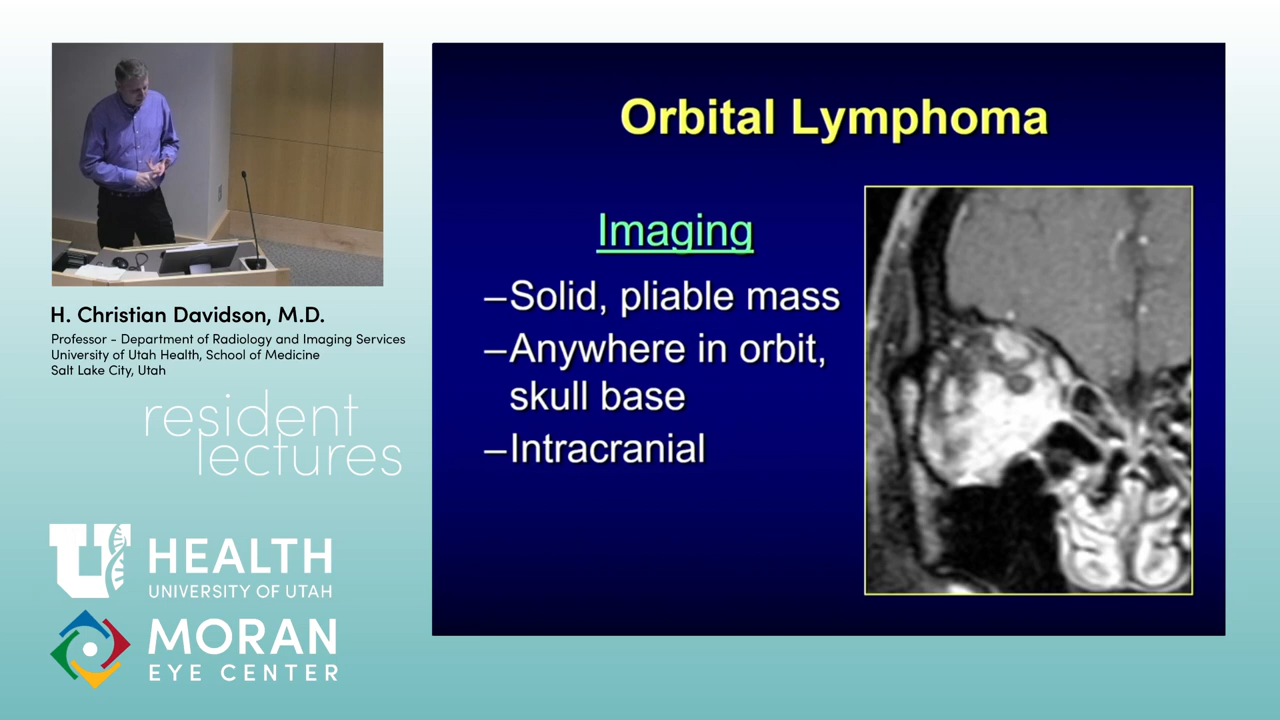 H. Christian Davidson, M.D.
Professor - Department of Radiology and Imaging Services
University of Utah Health, School of Medicine
Salt Lake City, Utah
resident
lectures
U HEALTH
UNIVERSITY OF UTAH
MORAN
EYE CENTER
Orbital Lymphoma
Imaging
–Solid, pliable mass
–Anywhere in orbit,
skull base
–Intracranial